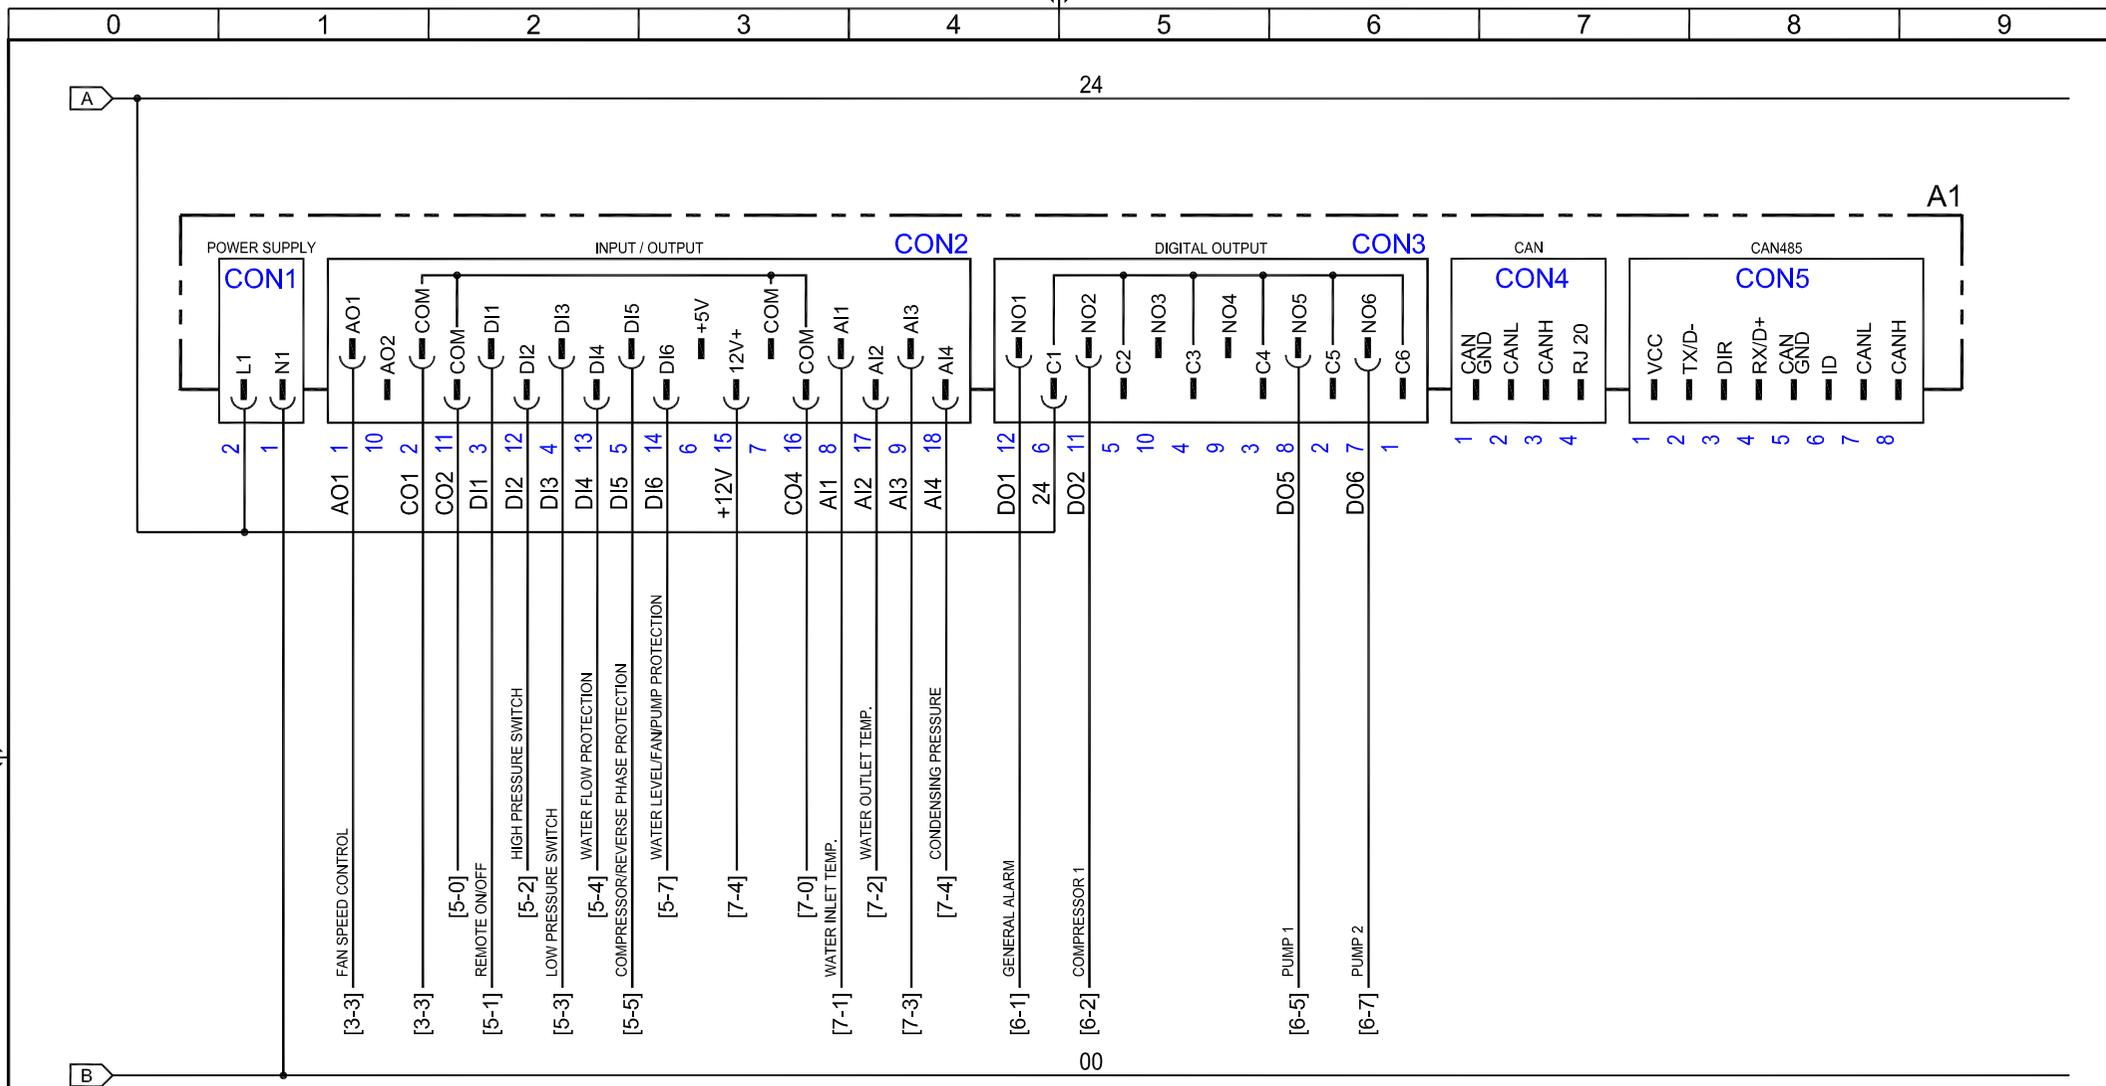 0 1 2 3 4 5 6 7 8 9
A
24
A1
POWER SUPPLY INPUT / OUTPUT CON2 DIGITAL OUTPUT CON3 CAN CAN485
CON1 CON4 CON5
L1 N1
AO1 AO2 COM COM DI1 DI2 DI3 DI4 DI5 DI6 +5V 12V+ COM COM AI1 AI2 AI3 AI4
NO1 C1 NO2 C2 NO3 C3 NO4 C4 NO5 C5 NO6 C6
CAN GND CANL CANH RJ 20
VCC TX/D- DIR RX/D+ CAN GND ID CANL CANH
2 1
1 10 2 11 3 12 4 13 5 14 6 15 7 16 8 17 9 18
12 6 11 5 10 4 9 3 8 2 7 1
1 2 3 4
1 2 3 4 5 6 7 8
AO1 CO1 CO2 DI1 DI2 DI3 DI4 DI5 DI6 +12V CO4 AI1 AI2 AI3 AI4
DO1 24 DO2 DO5 DO6
FAN SPEED CONTROL
[3-3]
[3-3]
[5-0]
REMOTE ON/OFF
[5-1]
HIGH PRESSURE SWITCH
[5-2]
LOW PRESSURE SWITCH
[5-3]
WATER FLOW PROTECTION
[5-4]
COMPRESSOR/REVERSE PHASE PROTECTION
[5-5]
WATER LEVEL/FAN/PUMP PROTECTION
[5-7]
[7-4]
[7-0]
WATER INLET TEMP.
[7-1]
WATER OUTLET TEMP.
[7-2]
[7-3]
CONDENSING PRESSURE
[7-4]
GENERAL ALARM
[6-1]
COMPRESSOR 1
[6-2]
PUMP 1
[6-5]
PUMP 2
[6-7]
B
00